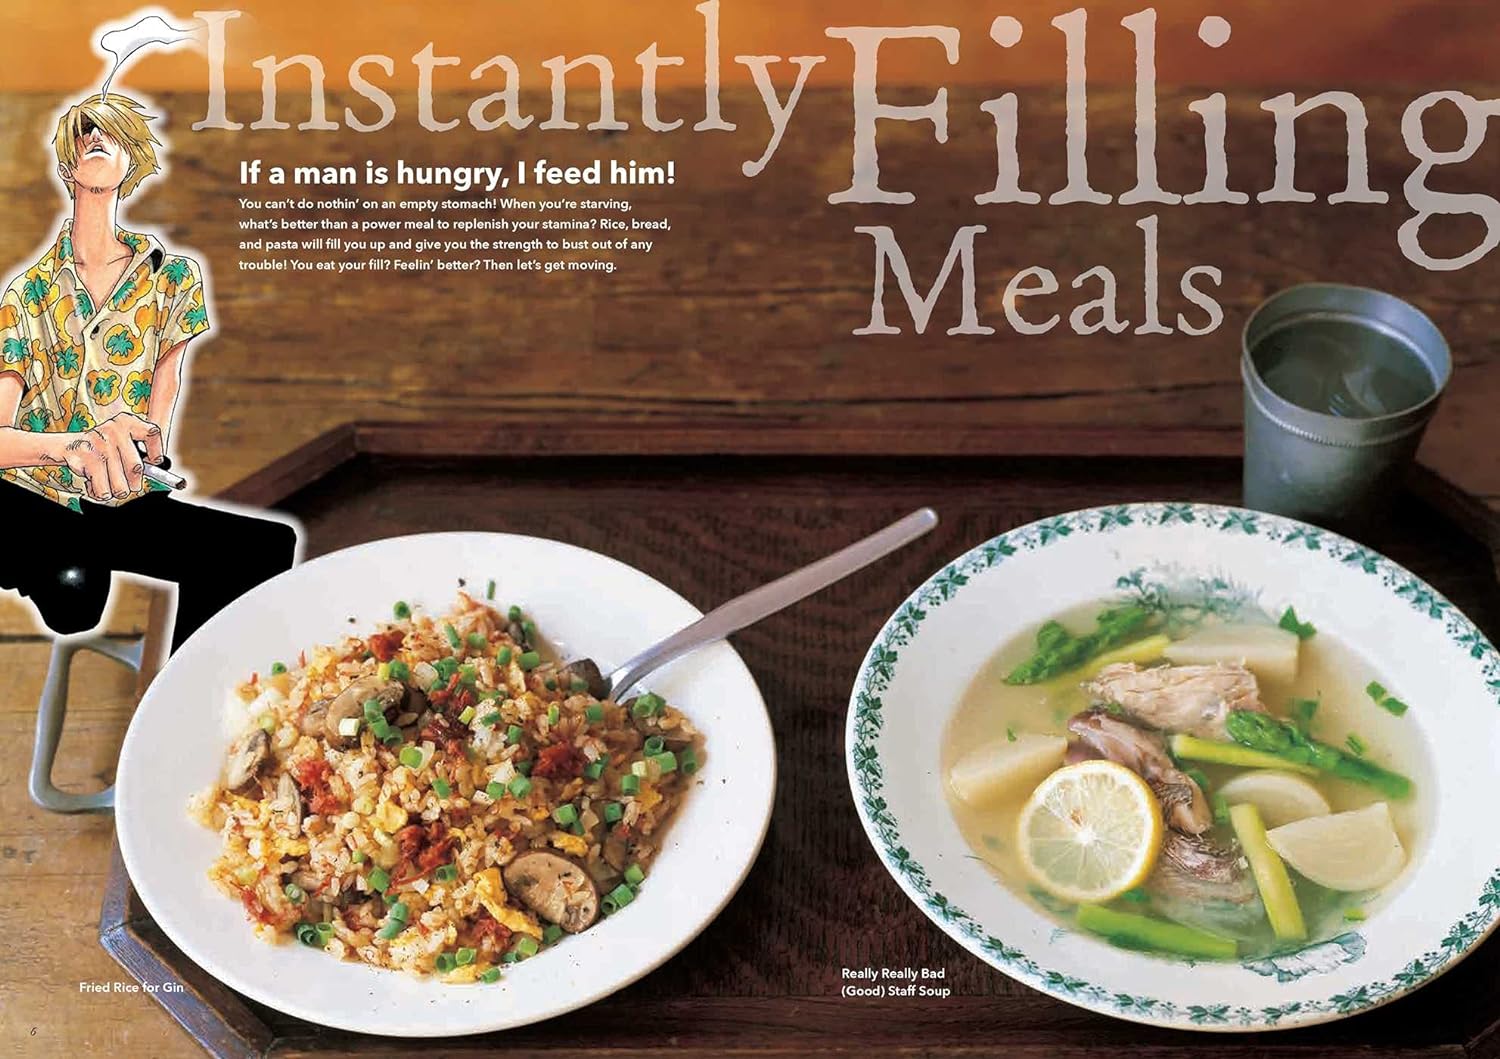 Instantly Filling
Meals
If a man is hungry, I feed him!
You can’t do nothin’ on an empty stomach! When you’re starving,
what’s better than a power meal to replenish your stamina? Rice, bread,
and pasta will fill you up and give you the strength to bust out of any
trouble! You eat your fill? Feelin’ better? Then let’s get moving.
Fried Rice for Gin
Really Really Bad
(Good) Staff Soup
6